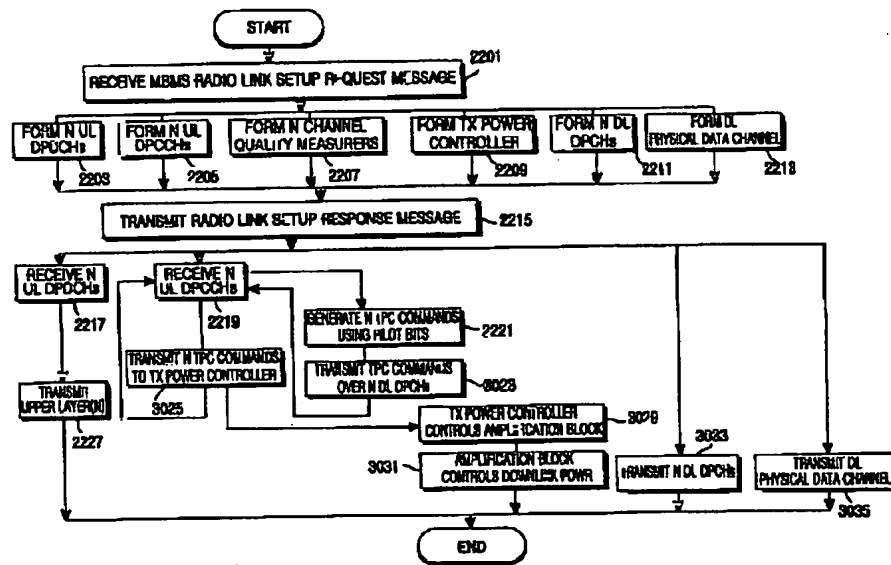 START
RECEIVE MBMS RADIO LINK SETUP REQUEST MESSAGE
2201
FORM N UL
DPDCHs
2203
FORM N UL
DPCCHs
2205
FORM N CHANNEL
QUALITY MEASURERS
2207
FORM TX POWER
CONTROLLER
2209
FORM N DL
DPCHs
2211
FORM DL
PHYSICAL DATA CHANNEL
2213
TRANSMIT RADIO LINK SETUP RESPONSE MESSAGE
2215
RECEIVE N
UL DPDCHs
2217
RECEIVE N
UL DPCCHs
2219
GENERATE N TPC COMMANDS
USING PILOT BITS
2221
TRANSMIT N TPC COMMANDS
TO TX POWER CONTROLLER
3025
TRANSMIT TPC COMMANDS
OVER N DL DPCHs
3023
TRANSMIT
UPPER LAYER(N)
2227
TX POWER CONTROLLER
CONTROLS AMPLIFICATION BLOCK
3029
3031
AMPLIFICATION BLOCK
CONTROLS DOWNLINK POWR
3033
TRANSMIT N DL DPCHs
TRANSMIT DL
PHYSICAL DATA CHANNEL
3035
END